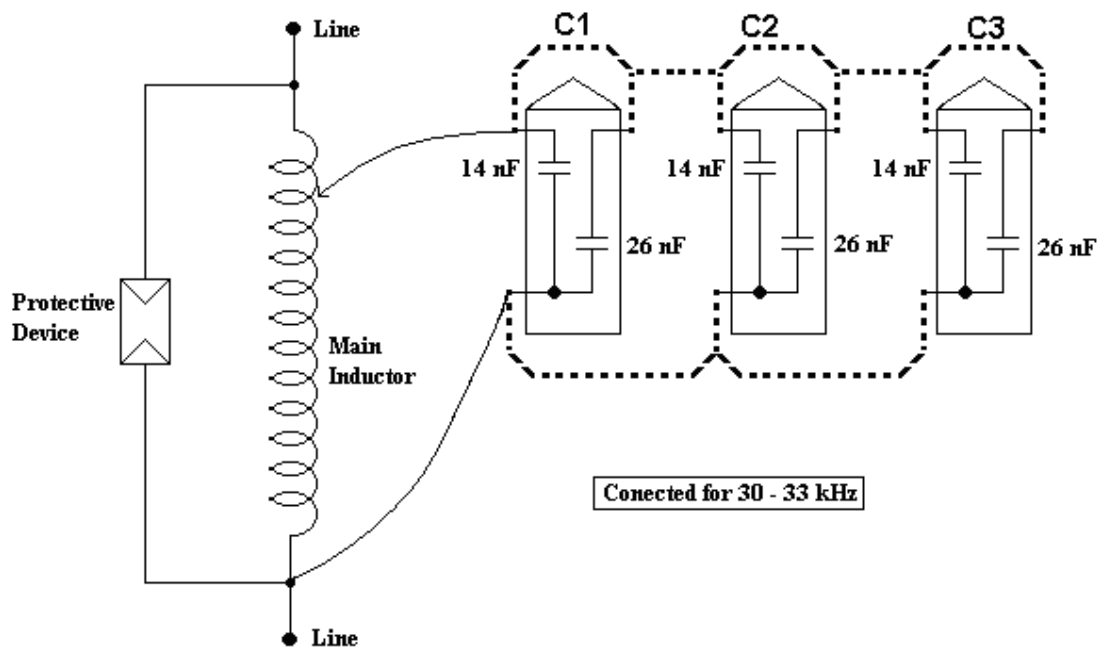 Line
C1
C2
C3
14 nF
14 nF
14 nF
26 nF
26 nF
26 nF
Protective
Device
Main
Inductor
Conected for 30 - 33 kHz
Line